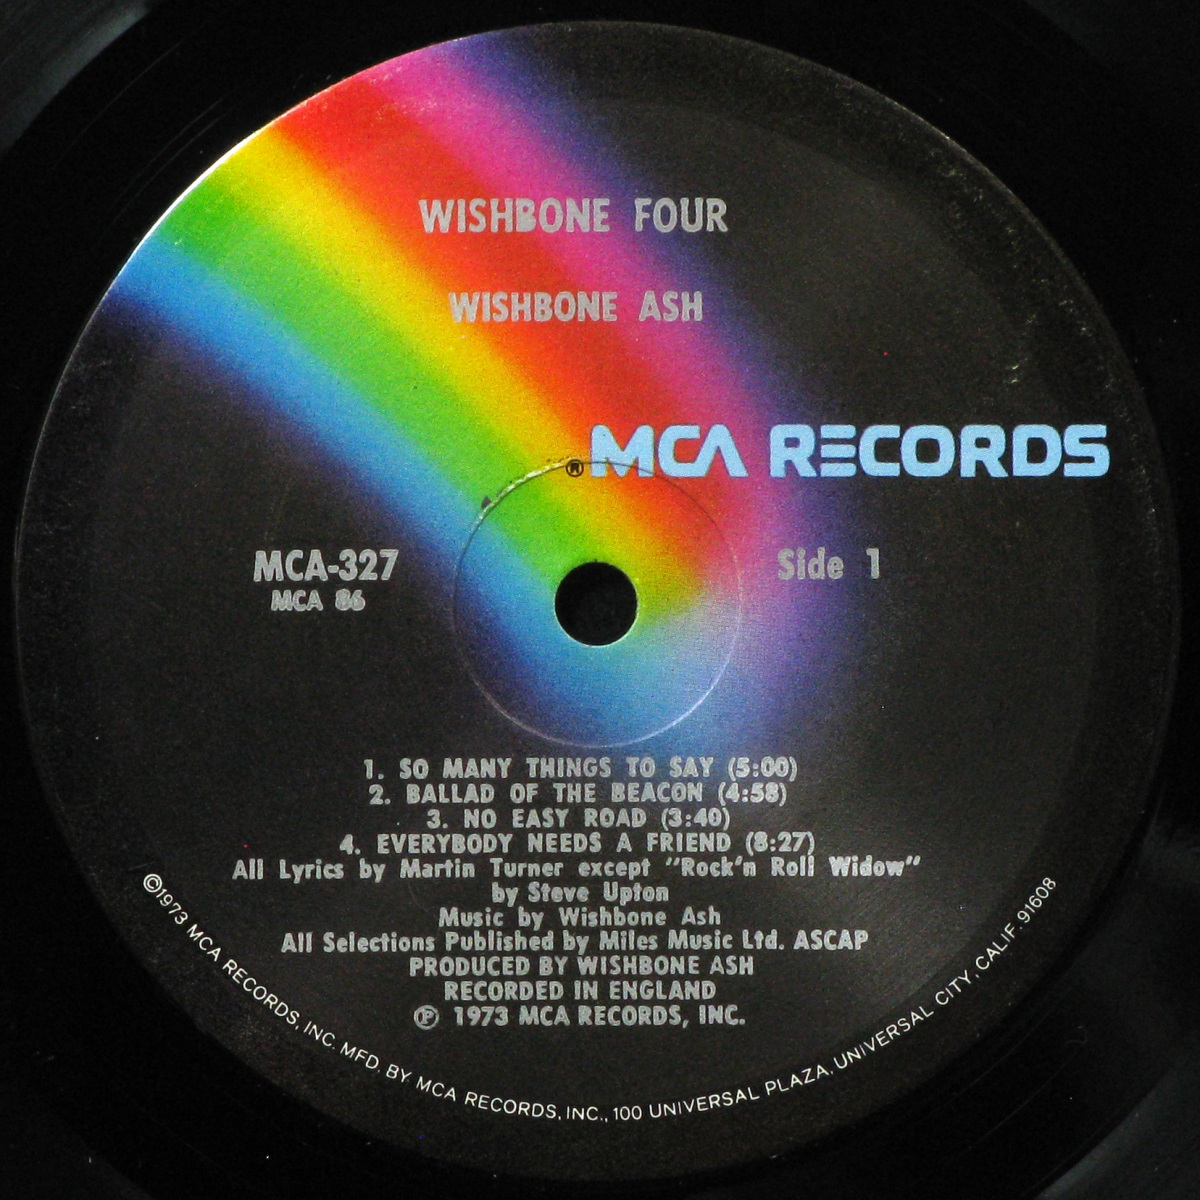 WISHBONE FOUR
WISHBONE ASH
® MCA RECORDS
MCA-327
MCA 86
Side 1
1. SO MANY THINGS TO SAY (5:00)
2. BALLAD OF THE BEACON (4:58)
3. NO EASY ROAD (3:40)
4. EVERYBODY NEEDS A FRIEND (8:27)
All Lyrics by Martin Turner except "Rock'n Roll Widow"
by Steve Upton
Music by Wishbone Ash
All Selections Published by Miles Music Ltd. ASCAP
PRODUCED BY WISHBONE ASH
RECORDED IN ENGLAND
℗ 1973 MCA RECORDS, INC.
©1973 MCA RECORDS, INC. MFD. BY MCA RECORDS, INC., 100 UNIVERSAL PLAZA, UNIVERSAL CITY, CALIF. 91608